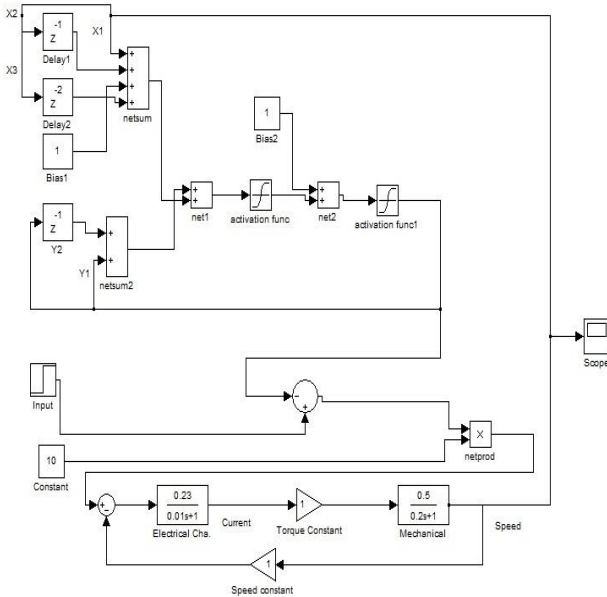 X2
-1
Z
X1
Delay1
X3
-2
Z
Delay2
+
+
+
+
netsum
1
Bias1
1
Bias2
+
+
net1
activation func
+
+
net2
activation func1
-1
Z
Y2
Y1
+
+
netsum2
Scope
Input
-
+
10
Constant
X
netprod
+
-
0.23
0.01s+1
Electrical Cha.
Current
1
Torque Constant
0.5
0.2s+1
Mechanical
Speed
1
Speed constant